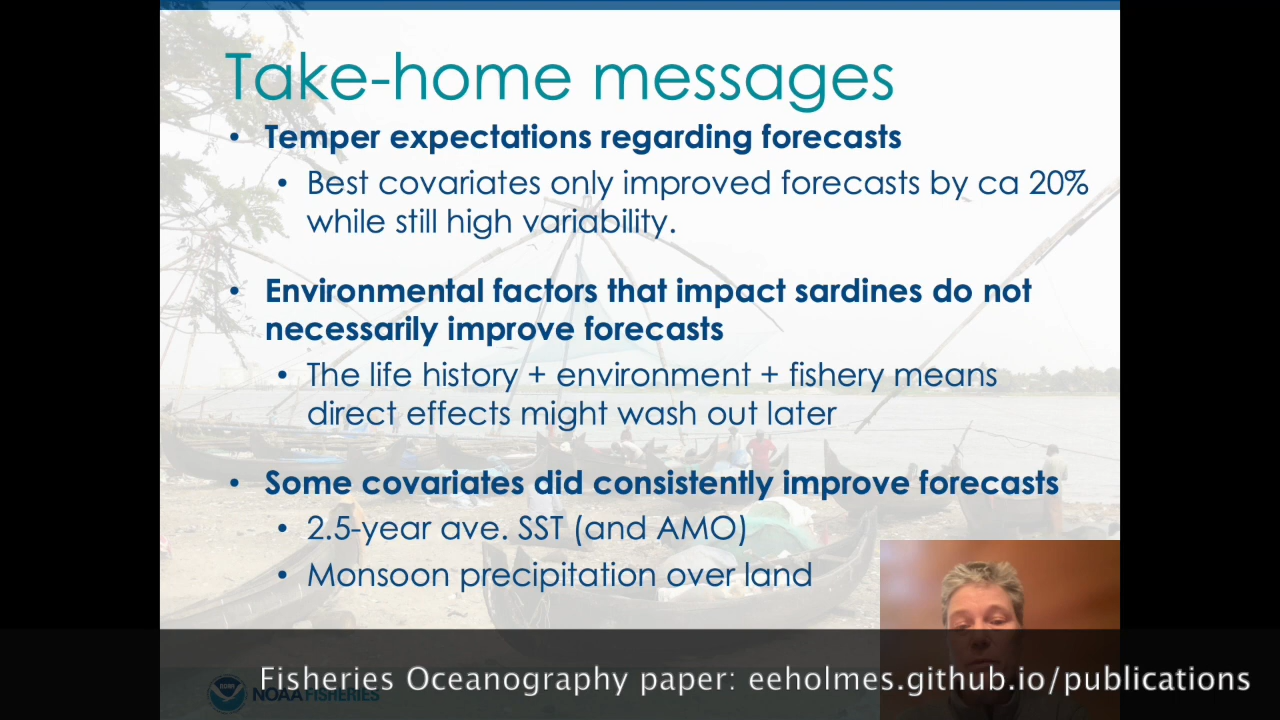 Take-home messages
• Temper expectations regarding forecasts
• Best covariates only improved forecasts by ca 20%
while still high variability.
• Environmental factors that impact sardines do not
necessarily improve forecasts
• The life history + environment + fishery means
direct effects might wash out later
• Some covariates did consistently improve forecasts
• 2.5-year ave. SST (and AMO)
• Monsoon precipitation over land
Fisheries Oceanography paper: eeholmes.github.io/publications
NOAA FISHERIES